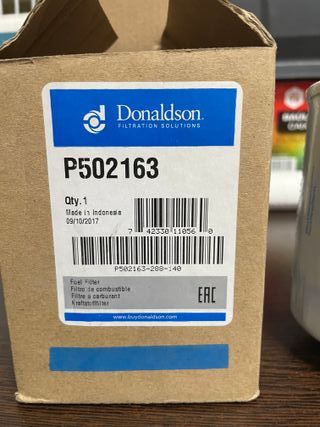 Donaldson.
FILTRATION SOLUTIONS
P502163
Qty. 1
Made in Indonesia
09/10/2017
7 42330 11056 0
P502163-288-140
Fuel Filter
Filtro de combustible
Filtre à carburant
Kraftstoffilter
EAC
www.buydonaldson.com